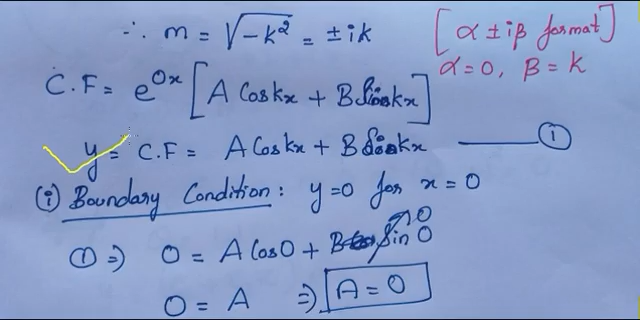 ∴ m = √-k² = ± ik
[α ± iβ format]
α = 0, β = k
C.F = e^0x [A Cos kx + B Sin kx]
y = C.F = A Cos kx + B Sin kx ——— ①
(i) Boundary Condition : y=0 for x = 0
① ⇒ 0 = A Cos 0 + B Sin 0 ↗0
0 = A ⇒ A = 0